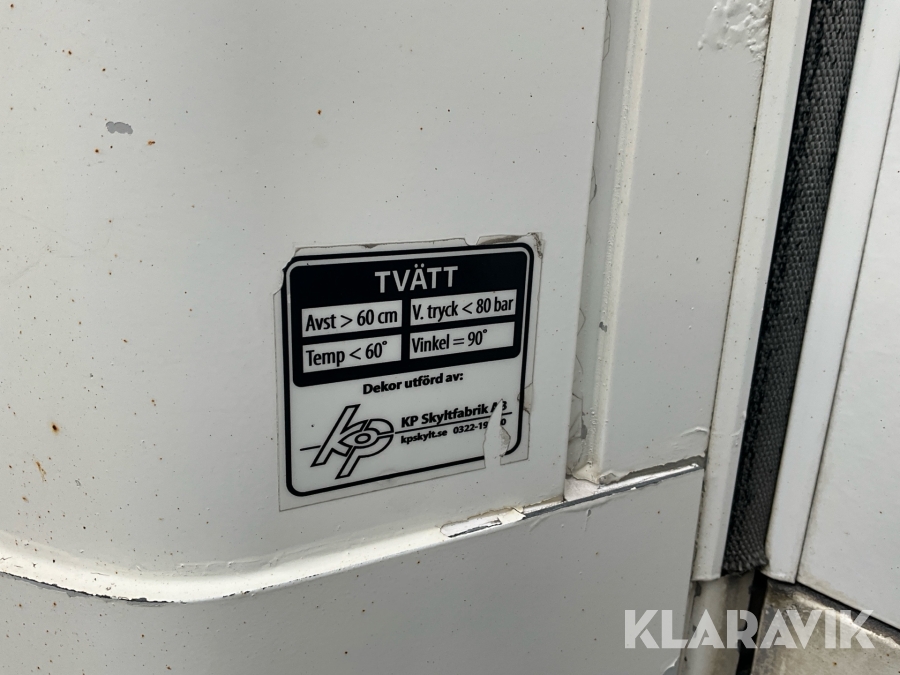 TVÄTT
Avst > 60 cm V. tryck < 80 bar
Temp < 60° Vinkel = 90°
Dekor utförd av:
kp KP Skyltfabrik
kpskylt.se
KLARAVIK